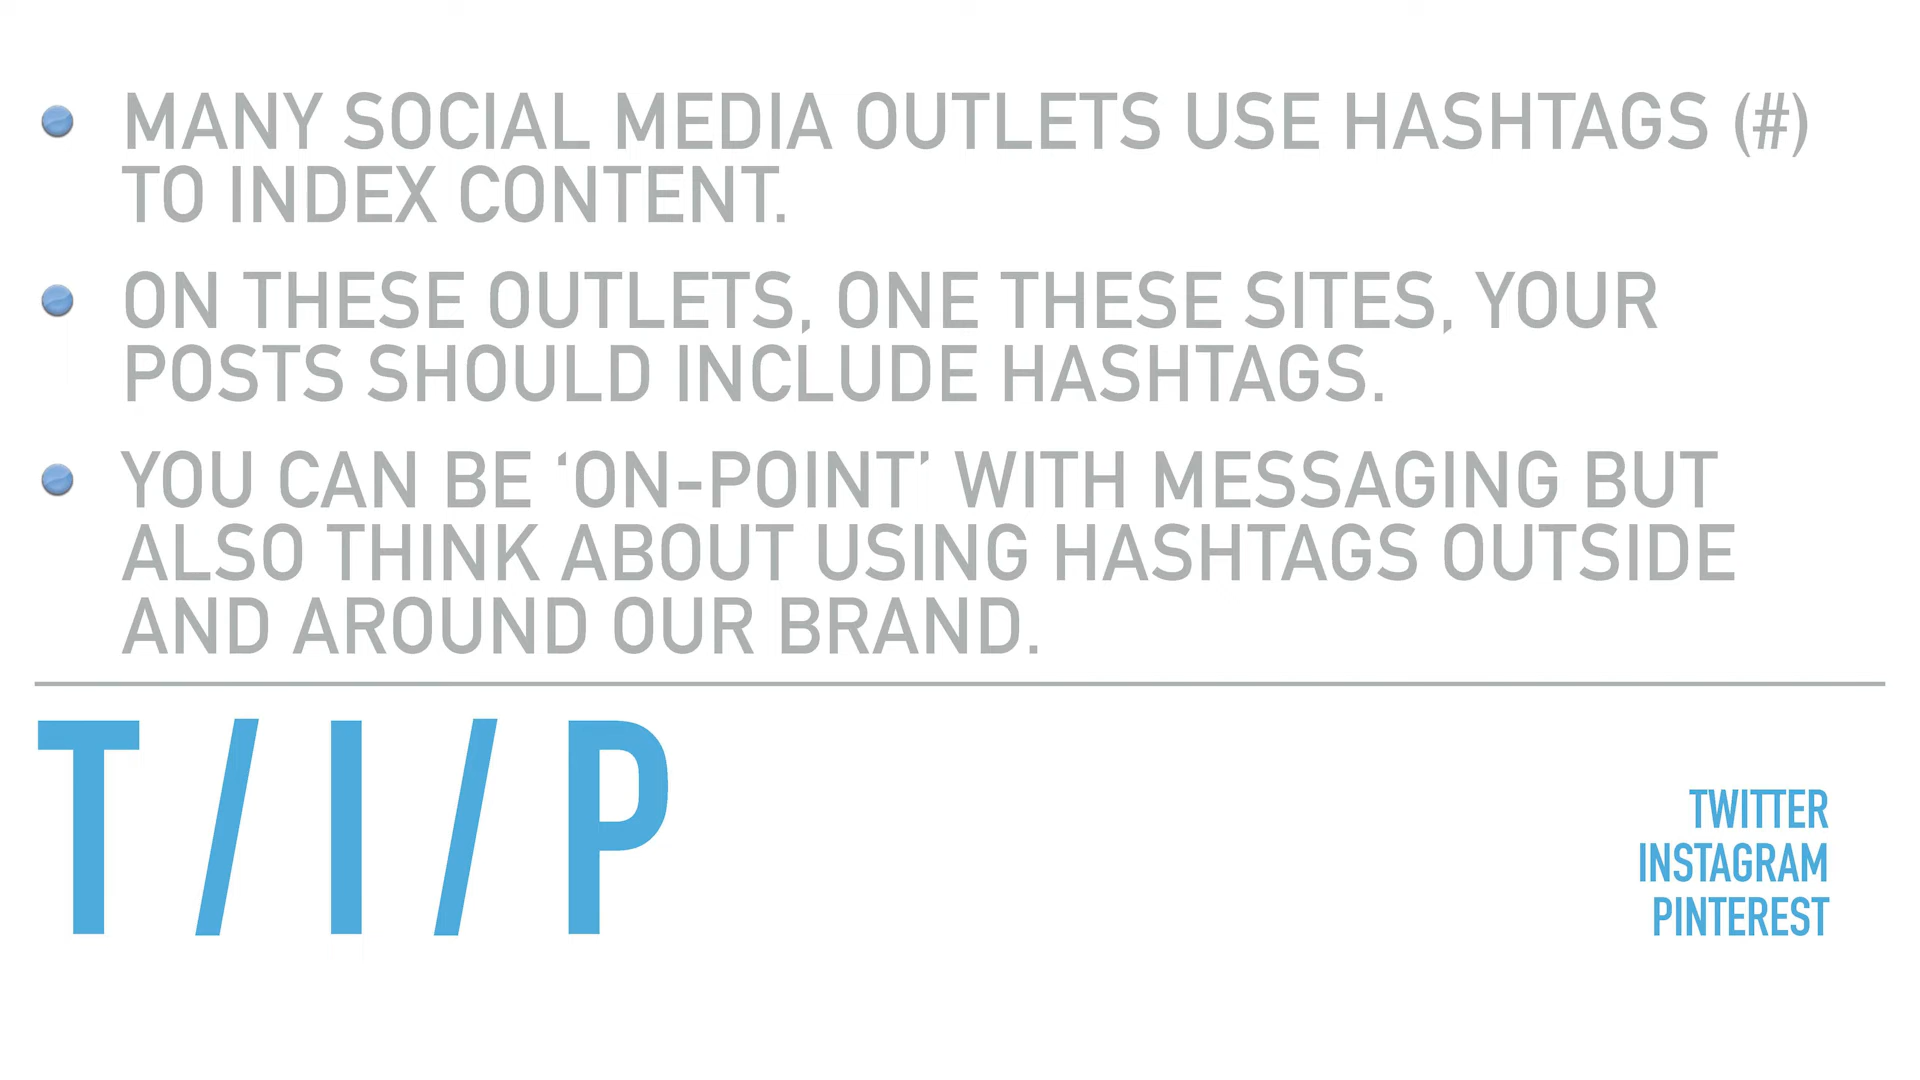 MANY SOCIAL MEDIA OUTLETS USE HASHTAGS (#)
TO INDEX CONTENT.
ON THESE OUTLETS, ONE THESE SITES, YOUR
POSTS SHOULD INCLUDE HASHTAGS.
YOU CAN BE ‘ON-POINT’ WITH MESSAGING BUT
ALSO THINK ABOUT USING HASHTAGS OUTSIDE
AND AROUND OUR BRAND.
T / I / P
TWITTER
INSTAGRAM
PINTEREST